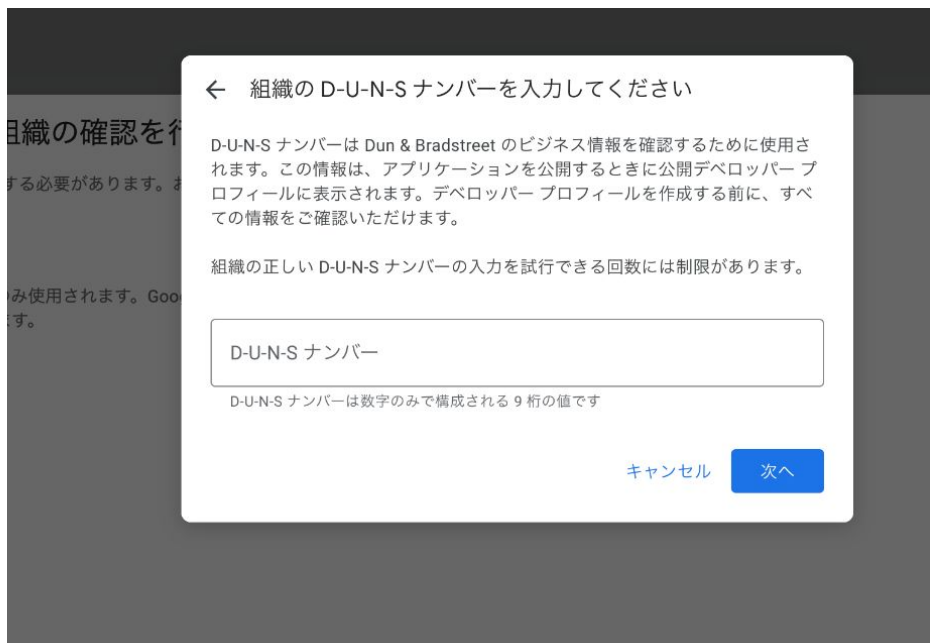 組織の D-U-N-S ナンバーを入力してください
D-U-N-S ナンバーは Dun & Bradstreet のビジネス情報を確認するために使用さ
れます。この情報は、アプリケーションを公開するときに公開デベロッパー プ
ロフィールに表示されます。デベロッパー プロフィールを作成する前に、すべ
ての情報をご確認いただけます。
組織の正しい D-U-N-S ナンバーの入力を試行できる回数には制限があります。
D-U-N-S ナンバー
D-U-N-S ナンバーは数字のみで構成される 9 桁の値です
キャンセル
次へ
織の確認を行
する必要があります。お
み使用されます。Goo
す。